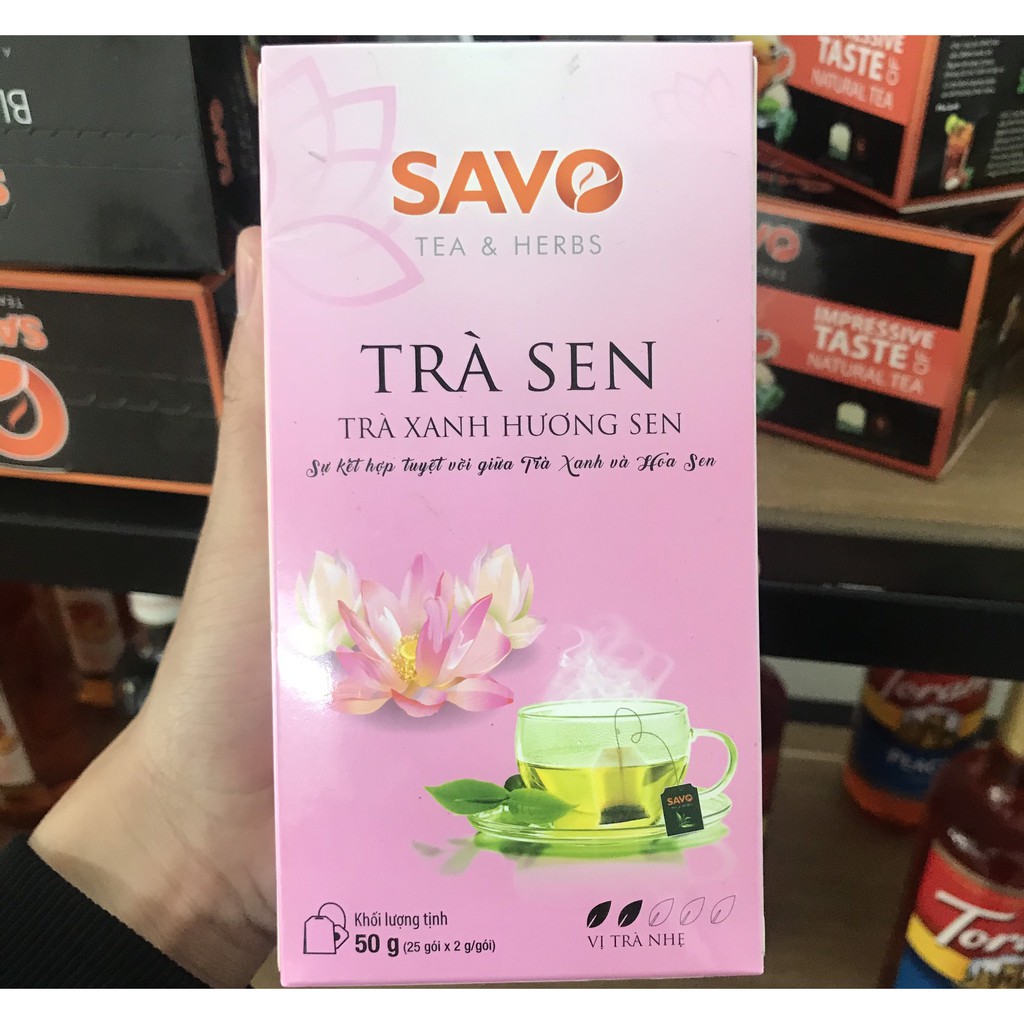 SAVO
TEA & HERBS
TRÀ SEN
TRÀ XANH HƯƠNG SEN
Sự kết hợp tuyệt vời giữa Trà Xanh và Hoa Sen
SAVO
Khối lượng tịnh
50 g (25 gói x 2 g/gói)
VỊ TRÀ NHẸ
IMPRESSIVE
TASTE OF
NATURAL TEA
IMPRESSIVE
TASTE OF
NATURAL TEA